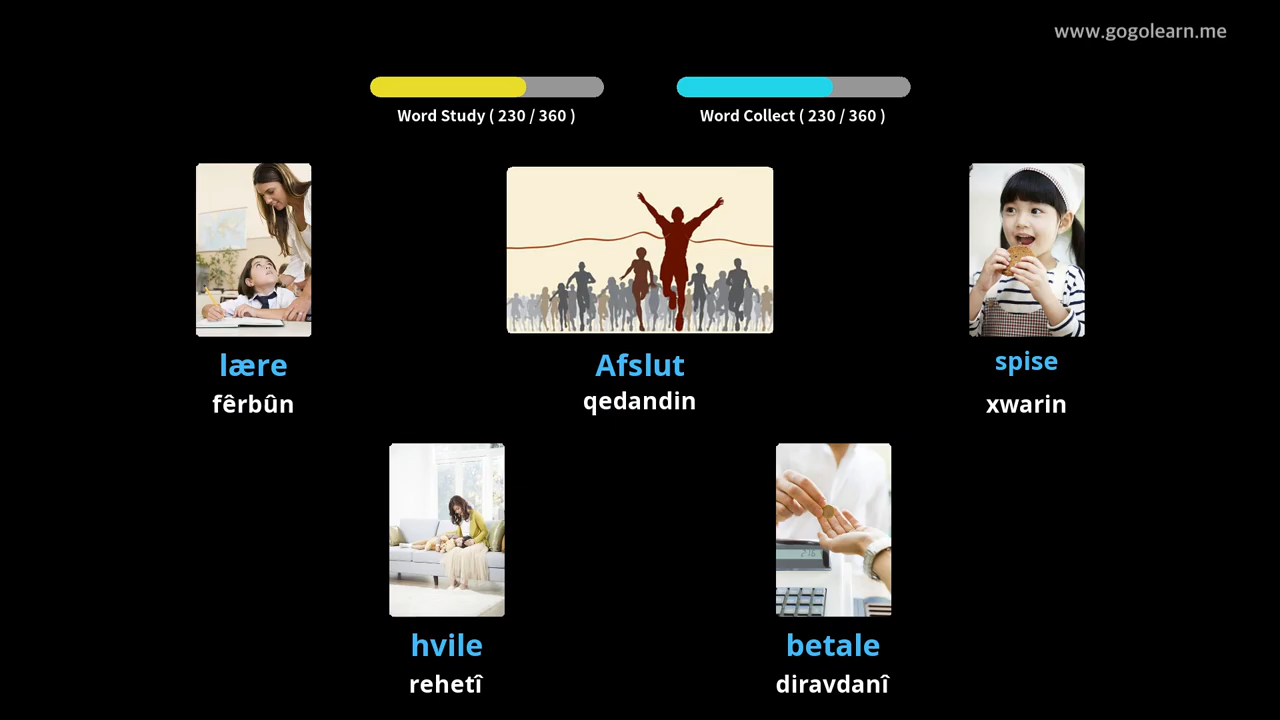 www.gogolearn.me
Word Study ( 230 / 360 )
Word Collect ( 230 / 360 )
lære
fêrbûn
Afslut
qedandin
spise
xwarin
hvile
rehetî
betale
diravdanî